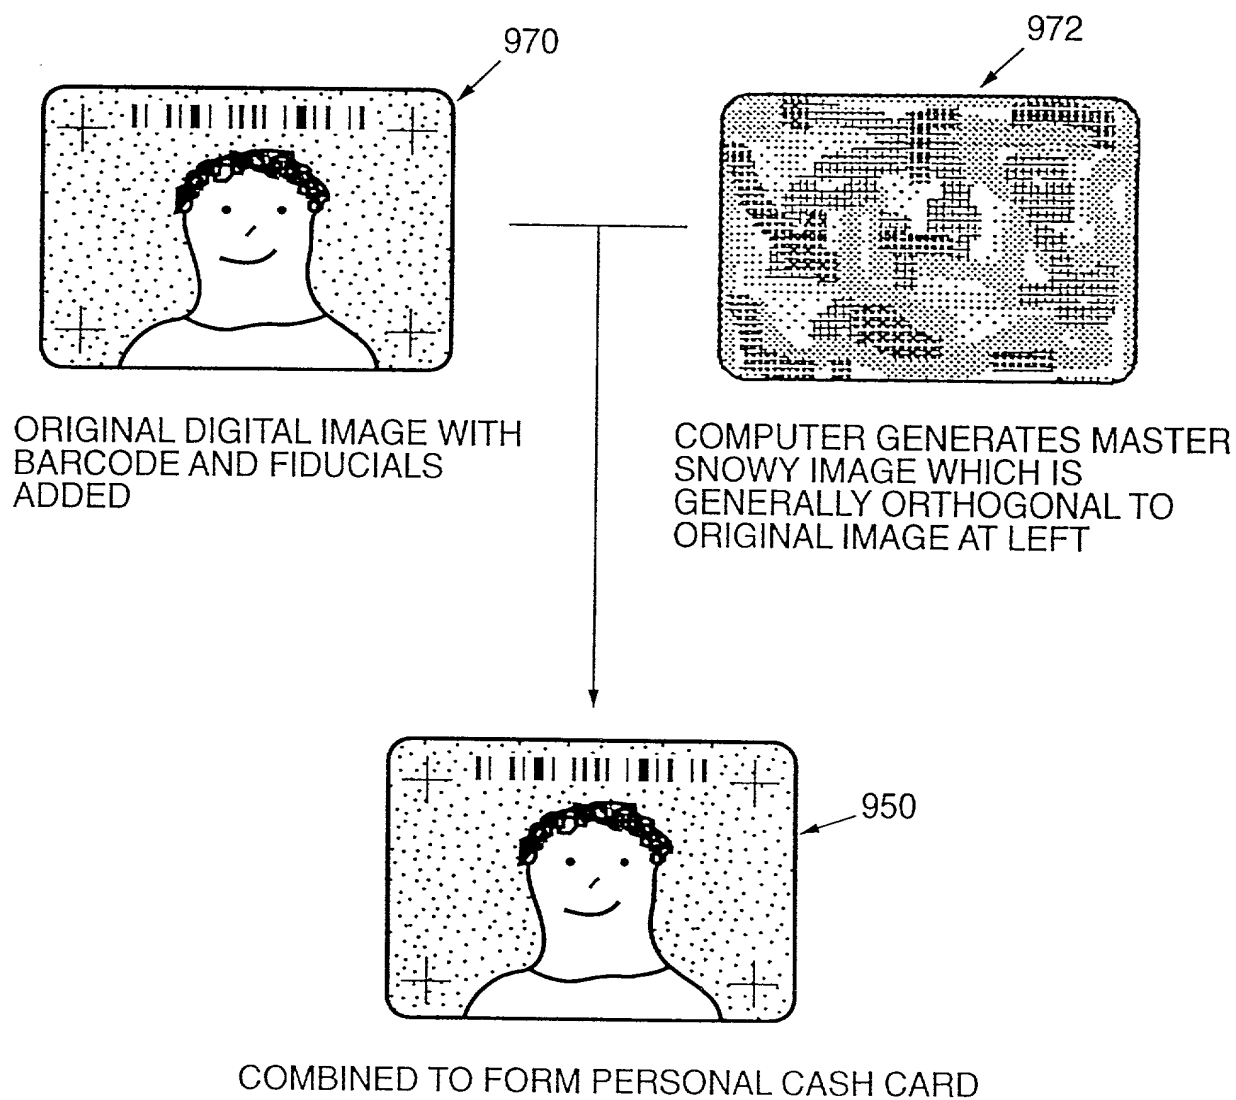 970
972
ORIGINAL DIGITAL IMAGE WITH
BARCODE AND FIDUCIALS
ADDED
COMPUTER GENERATES MASTER
SNOWY IMAGE WHICH IS
GENERALLY ORTHOGONAL TO
ORIGINAL IMAGE AT LEFT
950
COMBINED TO FORM PERSONAL CASH CARD